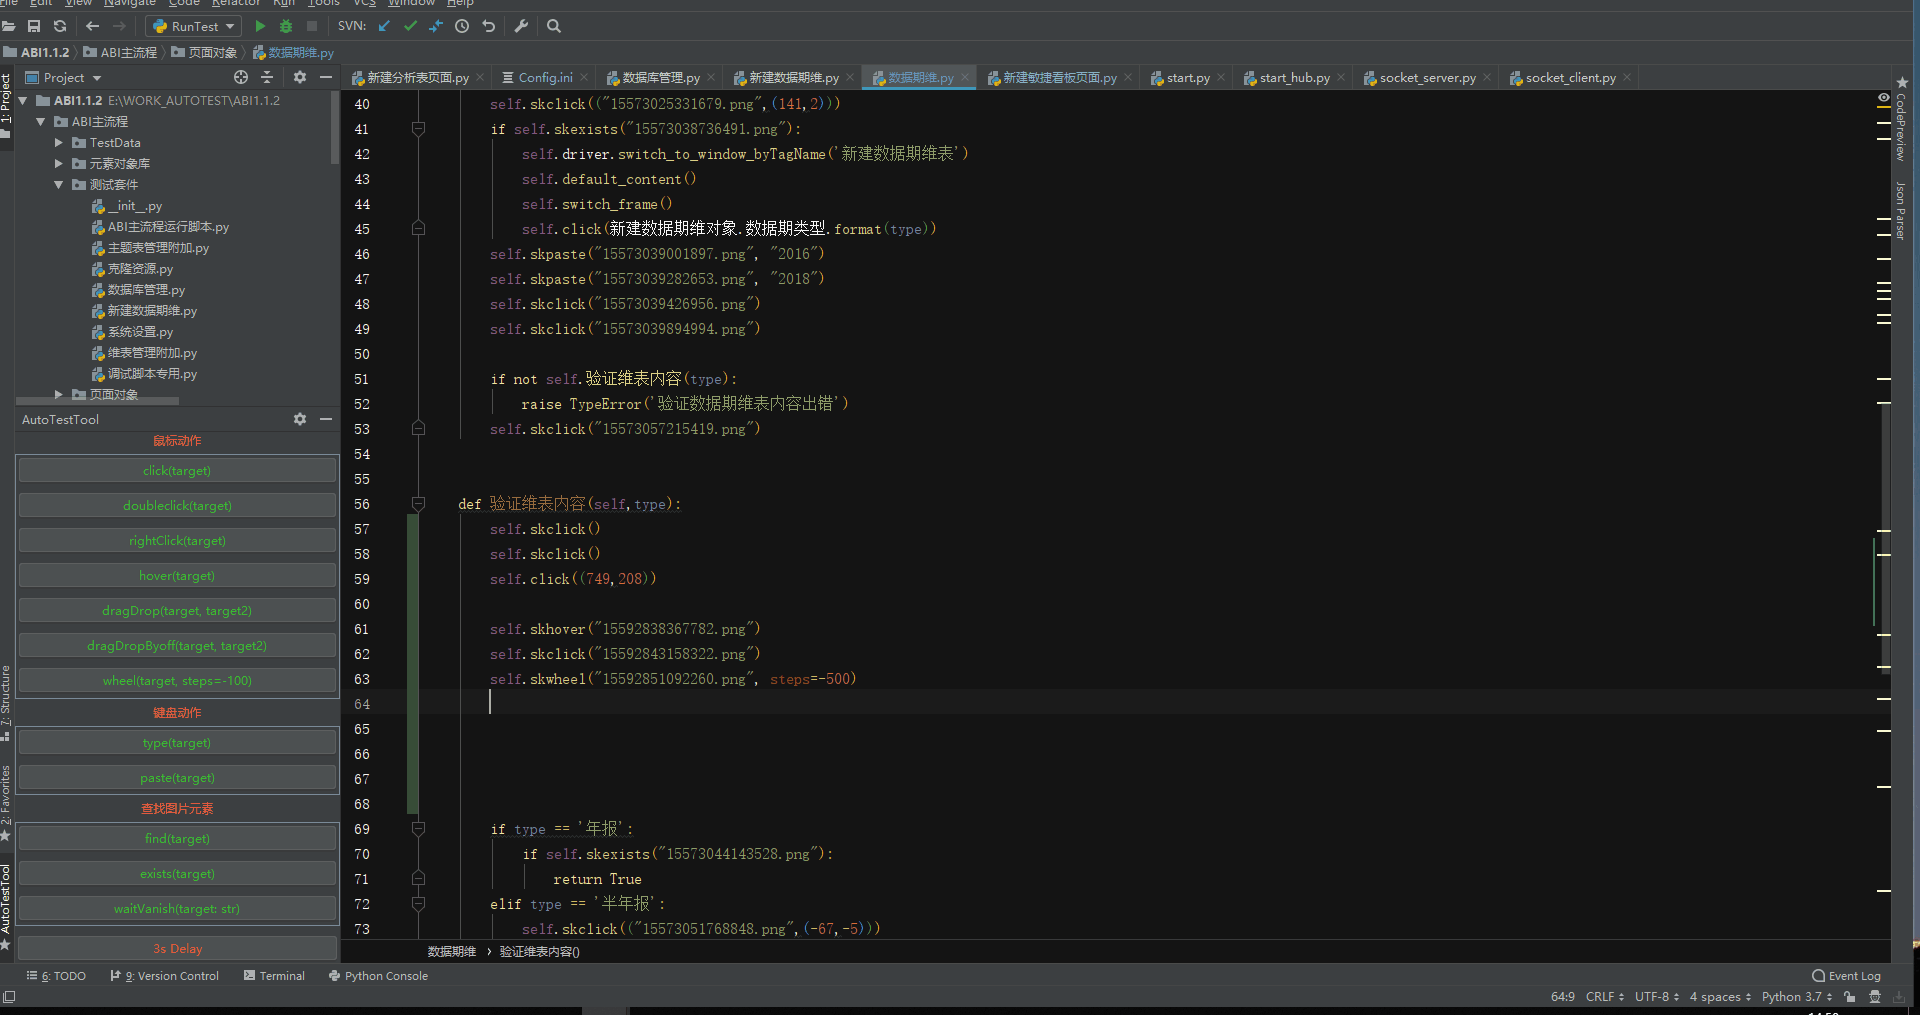 File Edit View Navigate Code Refactor Run Tools VCS Window Help
RunTest SVN:
ABI1.1.2 ABI主流程 页面对象 数据期维.py
Project
新建分析表页面.py Config.ini 数据库管理.py 新建数据期维.py 数据期维.py 新建敏捷看板页面.py start.py start_hub.py socket_server.py socket_client.py
1: Project
ABI1.1.2 E:\WORK_AUTOTEST\ABI1.1.2
ABI主流程
TestData
元素对象库
测试套件
__init__.py
ABI主流程运行脚本.py
主题表管理附加.py
克隆资源.py
数据库管理.py
新建数据期维.py
系统设置.py
维表管理附加.py
调试脚本专用.py
页面对象
AutoTestTool
鼠标动作
click(target)
doubleclick(target)
rightClick(target)
hover(target)
dragDrop(target, target2)
dragDropByoff(target, target2)
wheel(target, steps=-100)
键盘动作
type(target)
paste(target)
查找图片元素
find(target)
exists(target)
waitVanish(target: str)
3s Delay
7: Structure
2: Favorites
AutoTestTool
40 self.skclick(("15573025331679.png",(141,2)))
41 if self.skexists("15573038736491.png"):
42 self.driver.switch_to_window_byTagName('新建数据期维表')
43 self.default_content()
44 self.switch_frame()
45 self.click(新建数据期维对象.数据期类型.format(type))
46 self.skpaste("15573039001897.png", "2016")
47 self.skpaste("15573039282653.png", "2018")
48 self.skclick("15573039426956.png")
49 self.skclick("15573039894994.png")
50
51 if not self.验证维表内容(type):
52 raise TypeError('验证数据期维表内容出错')
53 self.skclick("15573057215419.png")
54
55
56 def 验证维表内容(self,type):
57 self.skclick()
58 self.skclick()
59 self.click((749,208))
60
61 self.skhover("15592838367782.png")
62 self.skclick("15592843158322.png")
63 self.skwheel("15592851092260.png", steps=-500)
64
65
66
67
68
69 if type == '年报':
70 if self.skexists("15573044143528.png"):
71 return True
72 elif type == '半年报':
73 self.skclick(("15573051768848.png",(-67,-5)))
数据期维 › 验证维表内容()
CodePreview
Json Parser
6: TODO 9: Version Control Terminal Python Console Event Log
64:9 CRLF UTF-8 4 spaces Python 3.7